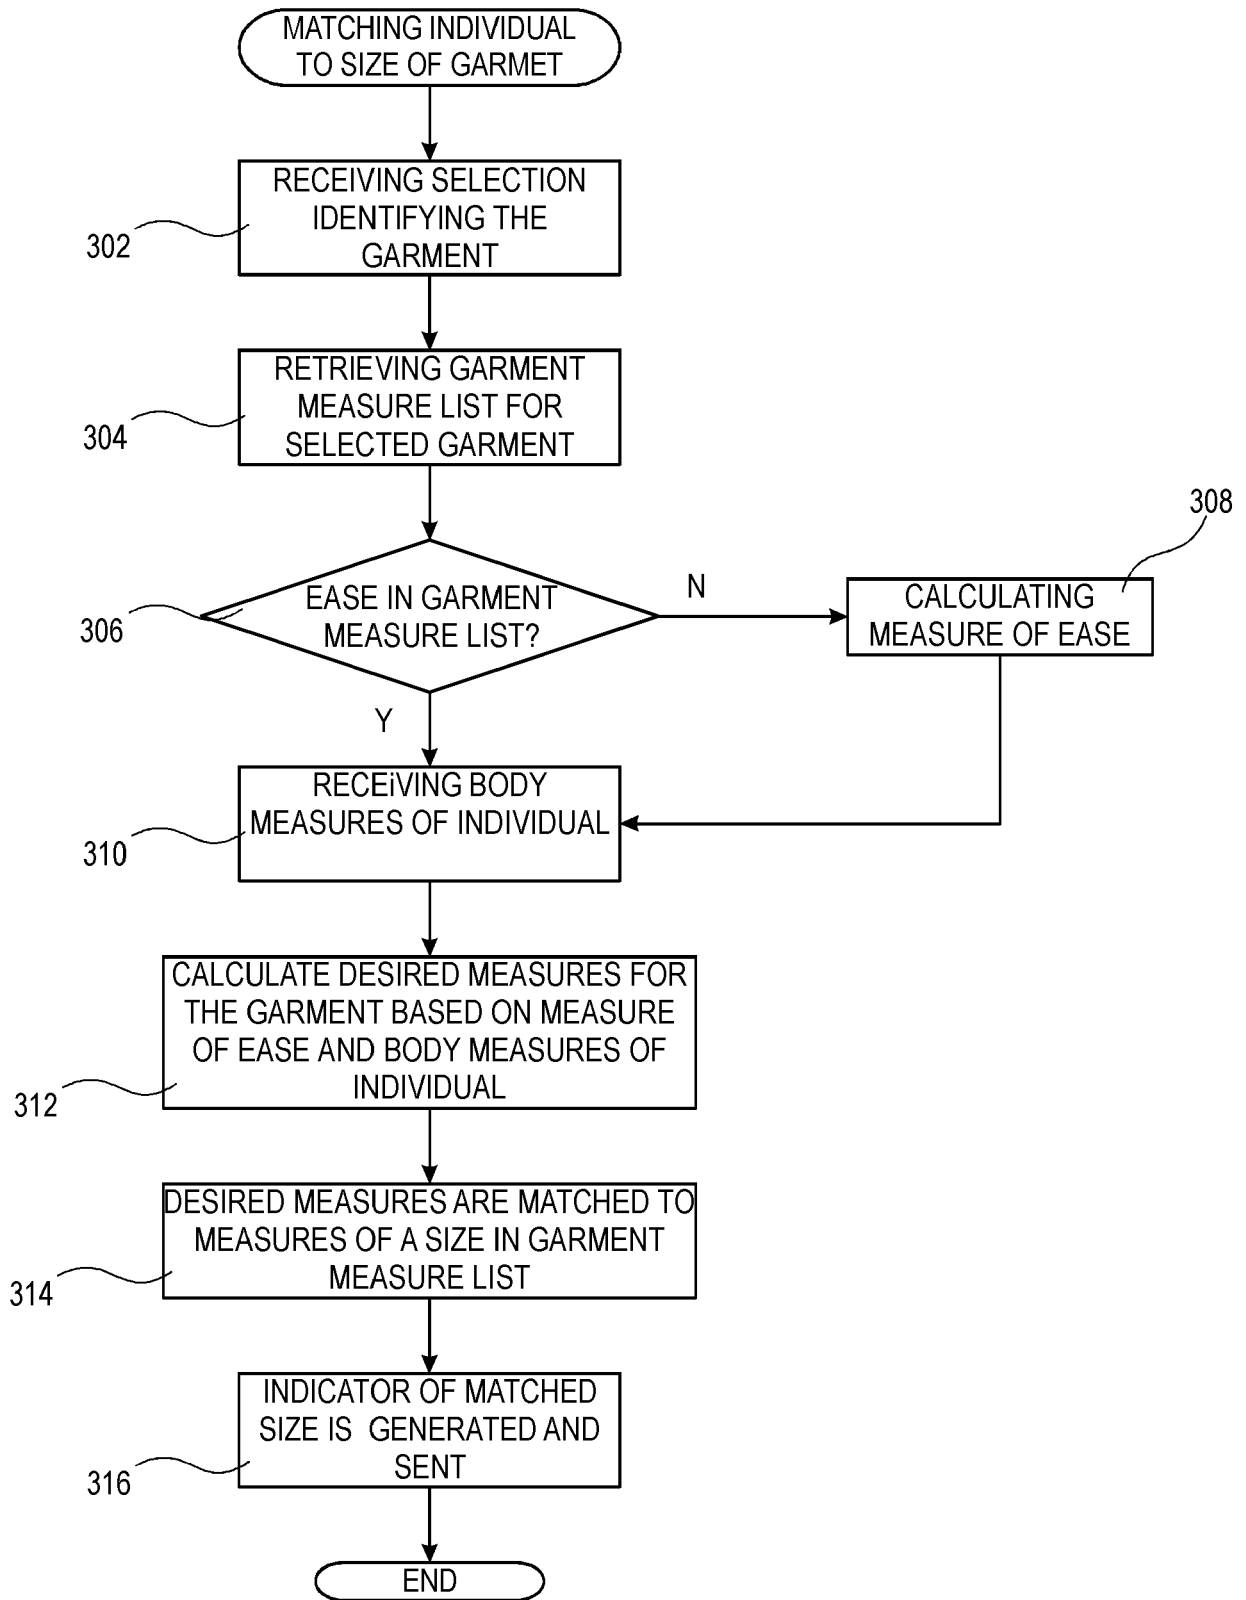 MATCHING INDIVIDUAL
TO SIZE OF GARMET
RECEIVING SELECTION
IDENTIFYING THE
GARMENT
302
RETRIEVING GARMENT
MEASURE LIST FOR
SELECTED GARMENT
304
EASE IN GARMENT
MEASURE LIST?
306
N
308
CALCULATING
MEASURE OF EASE
Y
RECEiVING BODY
MEASURES OF INDIVIDUAL
310
CALCULATE DESIRED MEASURES FOR
THE GARMENT BASED ON MEASURE
OF EASE AND BODY MEASURES OF
INDIVIDUAL
312
DESIRED MEASURES ARE MATCHED TO
MEASURES OF A SIZE IN GARMENT
MEASURE LIST
314
INDICATOR OF MATCHED
SIZE IS GENERATED AND
SENT
316
END